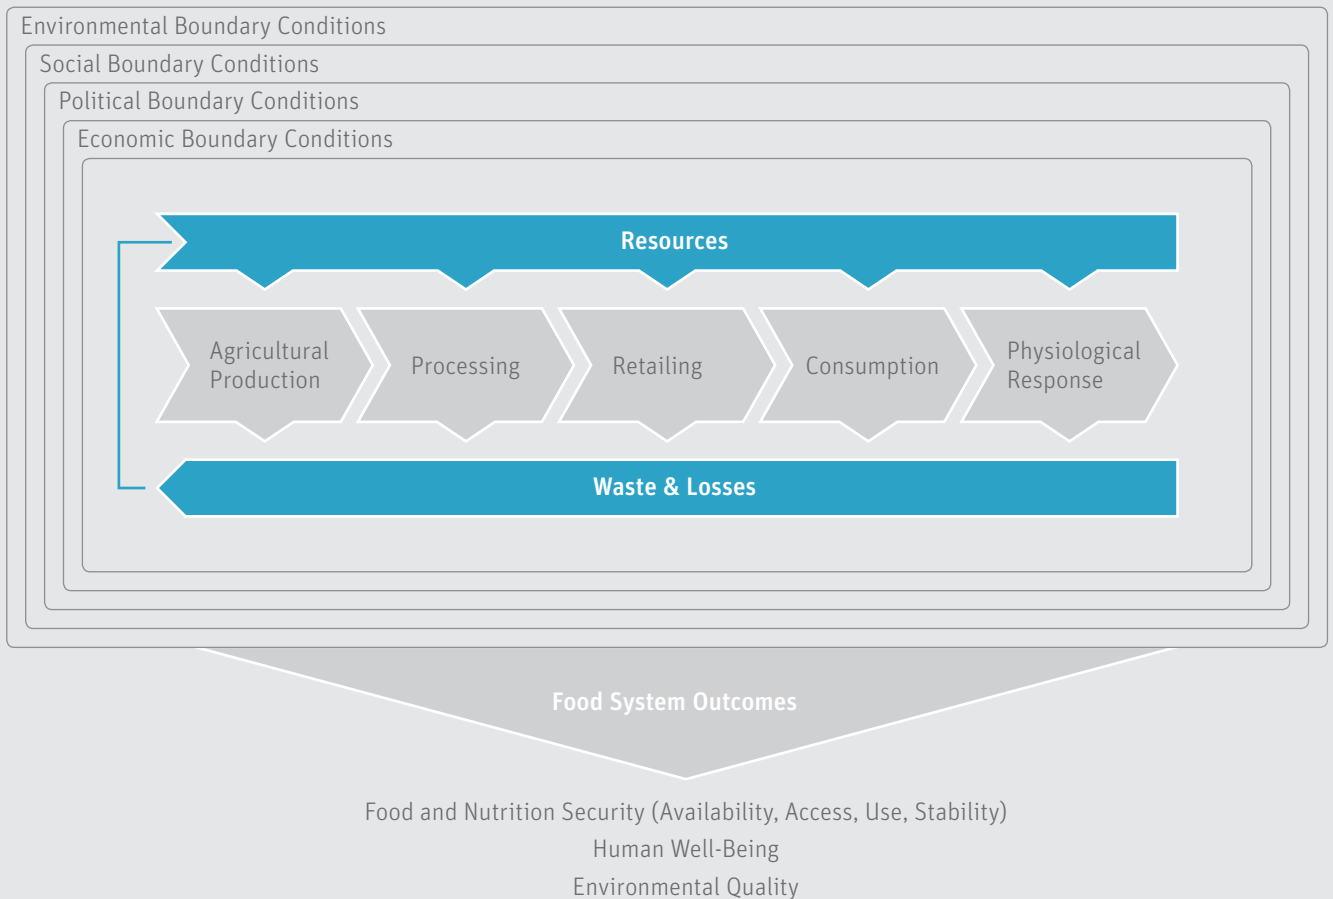 Environmental Boundary Conditions
Social Boundary Conditions
Political Boundary Conditions
Economic Boundary Conditions
Resources
Agricultural
Production
Processing
Retailing
Consumption
Physiological
Response
Waste & Losses
Food System Outcomes
Food and Nutrition Security (Availability, Access, Use, Stability)
Human Well-Being
Environmental Quality